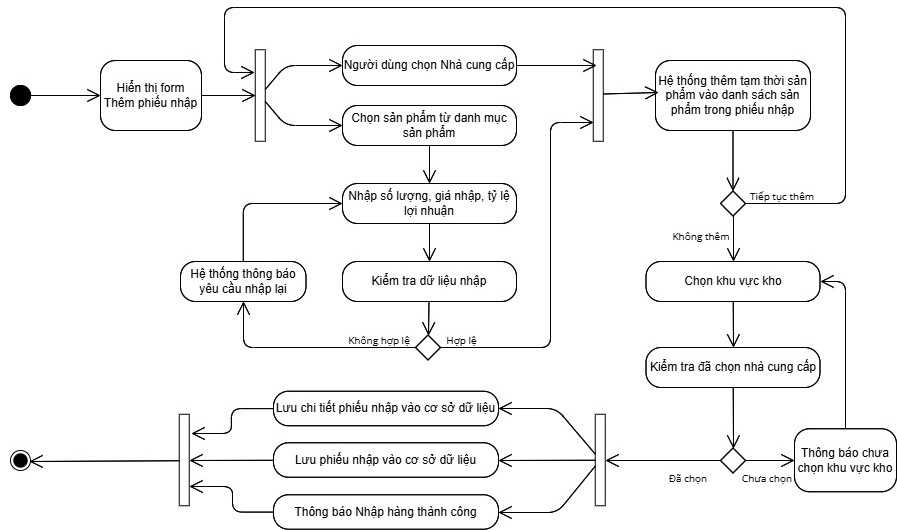 Hiển thị form
Thêm phiếu nhập
Người dùng chọn Nhà cung cấp
Chọn sản phẩm từ danh mục
sản phẩm
Hệ thống thêm tạm thời sản
phẩm vào danh sách sản
phẩm trong phiếu nhập
Tiếp tục thêm
Nhập số lượng, giá nhập, tỷ lệ
lợi nhuận
Không thêm
Hệ thống thông báo
yêu cầu nhập lại
Kiểm tra dữ liệu nhập
Chọn khu vực kho
Không hợp lệ
Hợp lệ
Kiểm tra đã chọn nhà cung cấp
Lưu chi tiết phiếu nhập vào cơ sở dữ liệu
Lưu phiếu nhập vào cơ sở dữ liệu
Thông báo Nhập hàng thành công
Đã chọn
Chưa chọn
Thông báo chưa
chọn khu vực kho